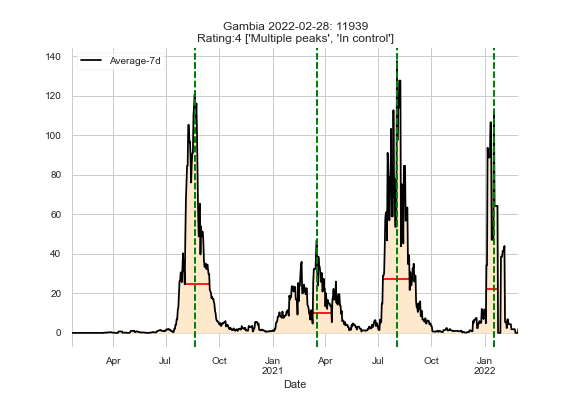 Gambia 2022-02-28: 11939
Rating:4 ['Multiple peaks', 'In control']
Average-7d
140
120
100
80
60
40
20
0
Apr Jul Oct Jan Apr Jul Oct Jan
2021 2022
Date